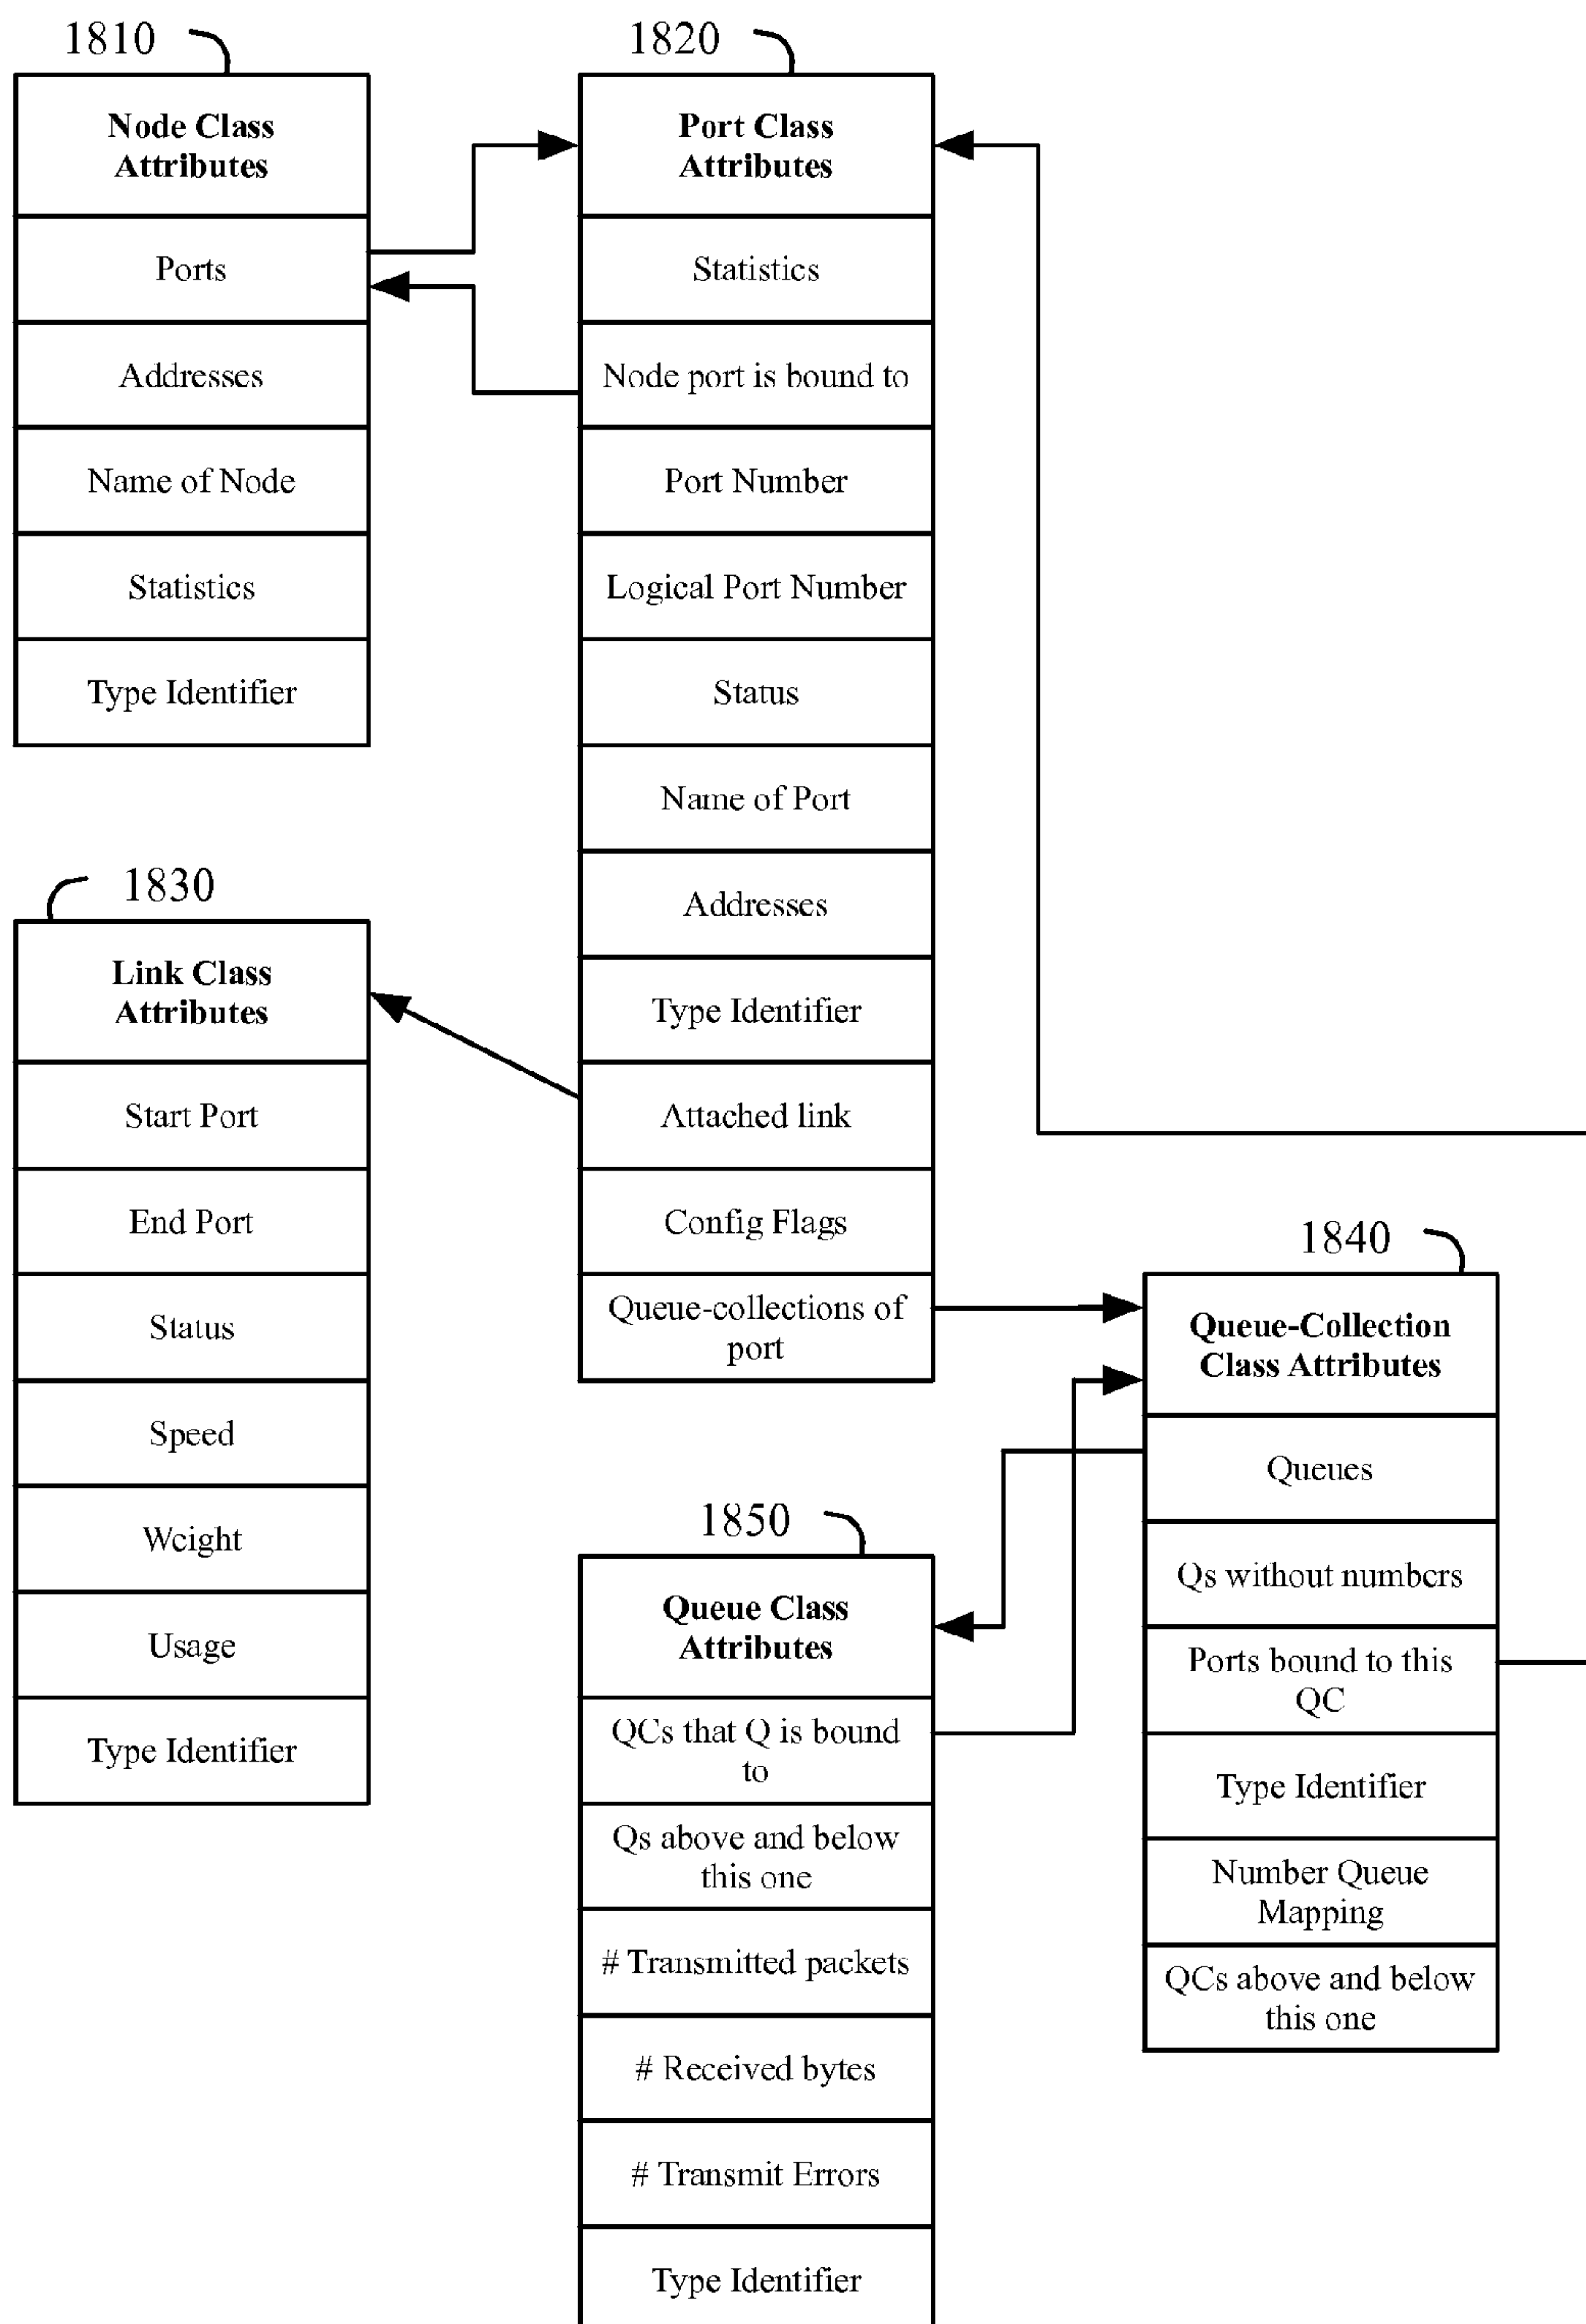 1810
Node Class
Attributes
Ports
Addresses
Name of Node
Statistics
Type Identifier
1820
Port Class
Attributes
Statistics
Node port is bound to
Port Number
Logical Port Number
Status
Name of Port
Addresses
Type Identifier
Attached link
Config Flags
Queue-collections of
port
1830
Link Class
Attributes
Start Port
End Port
Status
Speed
Weight
Usage
Type Identifier
1840
Queue-Collection
Class Attributes
Queues
Qs without numbers
Ports bound to this
QC
Type Identifier
Number Queue
Mapping
QCs above and below
this one
1850
Queue Class
Attributes
QCs that Q is bound
to
Qs above and below
this one
# Transmitted packets
# Received bytes
# Transmit Errors
Type Identifier